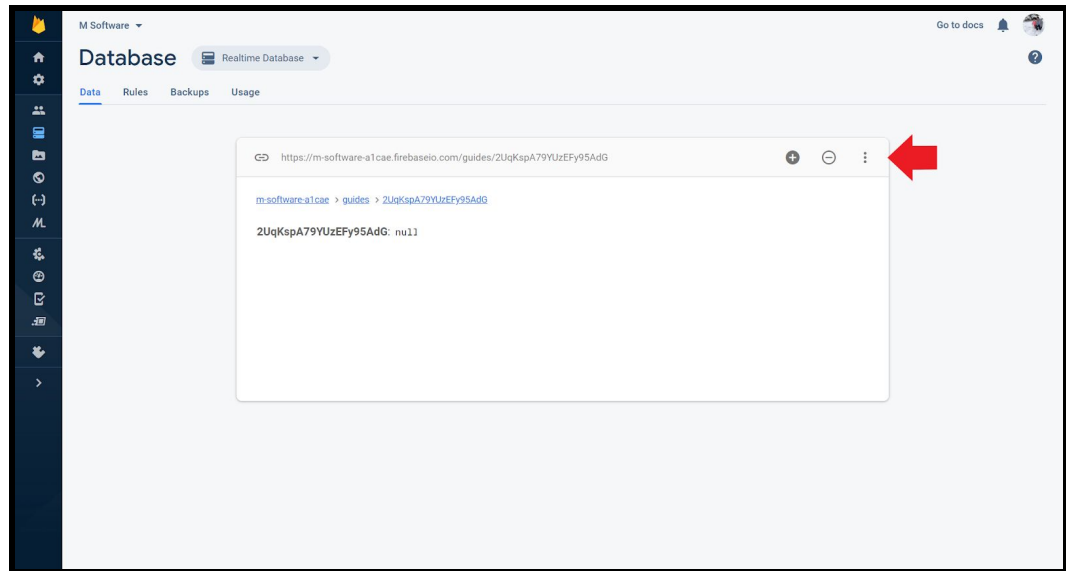 M Software
Go to docs
Database
Realtime Database
Data Rules Backups Usage
https://m-software-a1cae.firebaseio.com/guides/2UqKspA79YUzEFy95AdG
m-software-a1cae > guides > 2UqKspA79YUzEFy95AdG
2UqKspA79YUzEFy95AdG: null